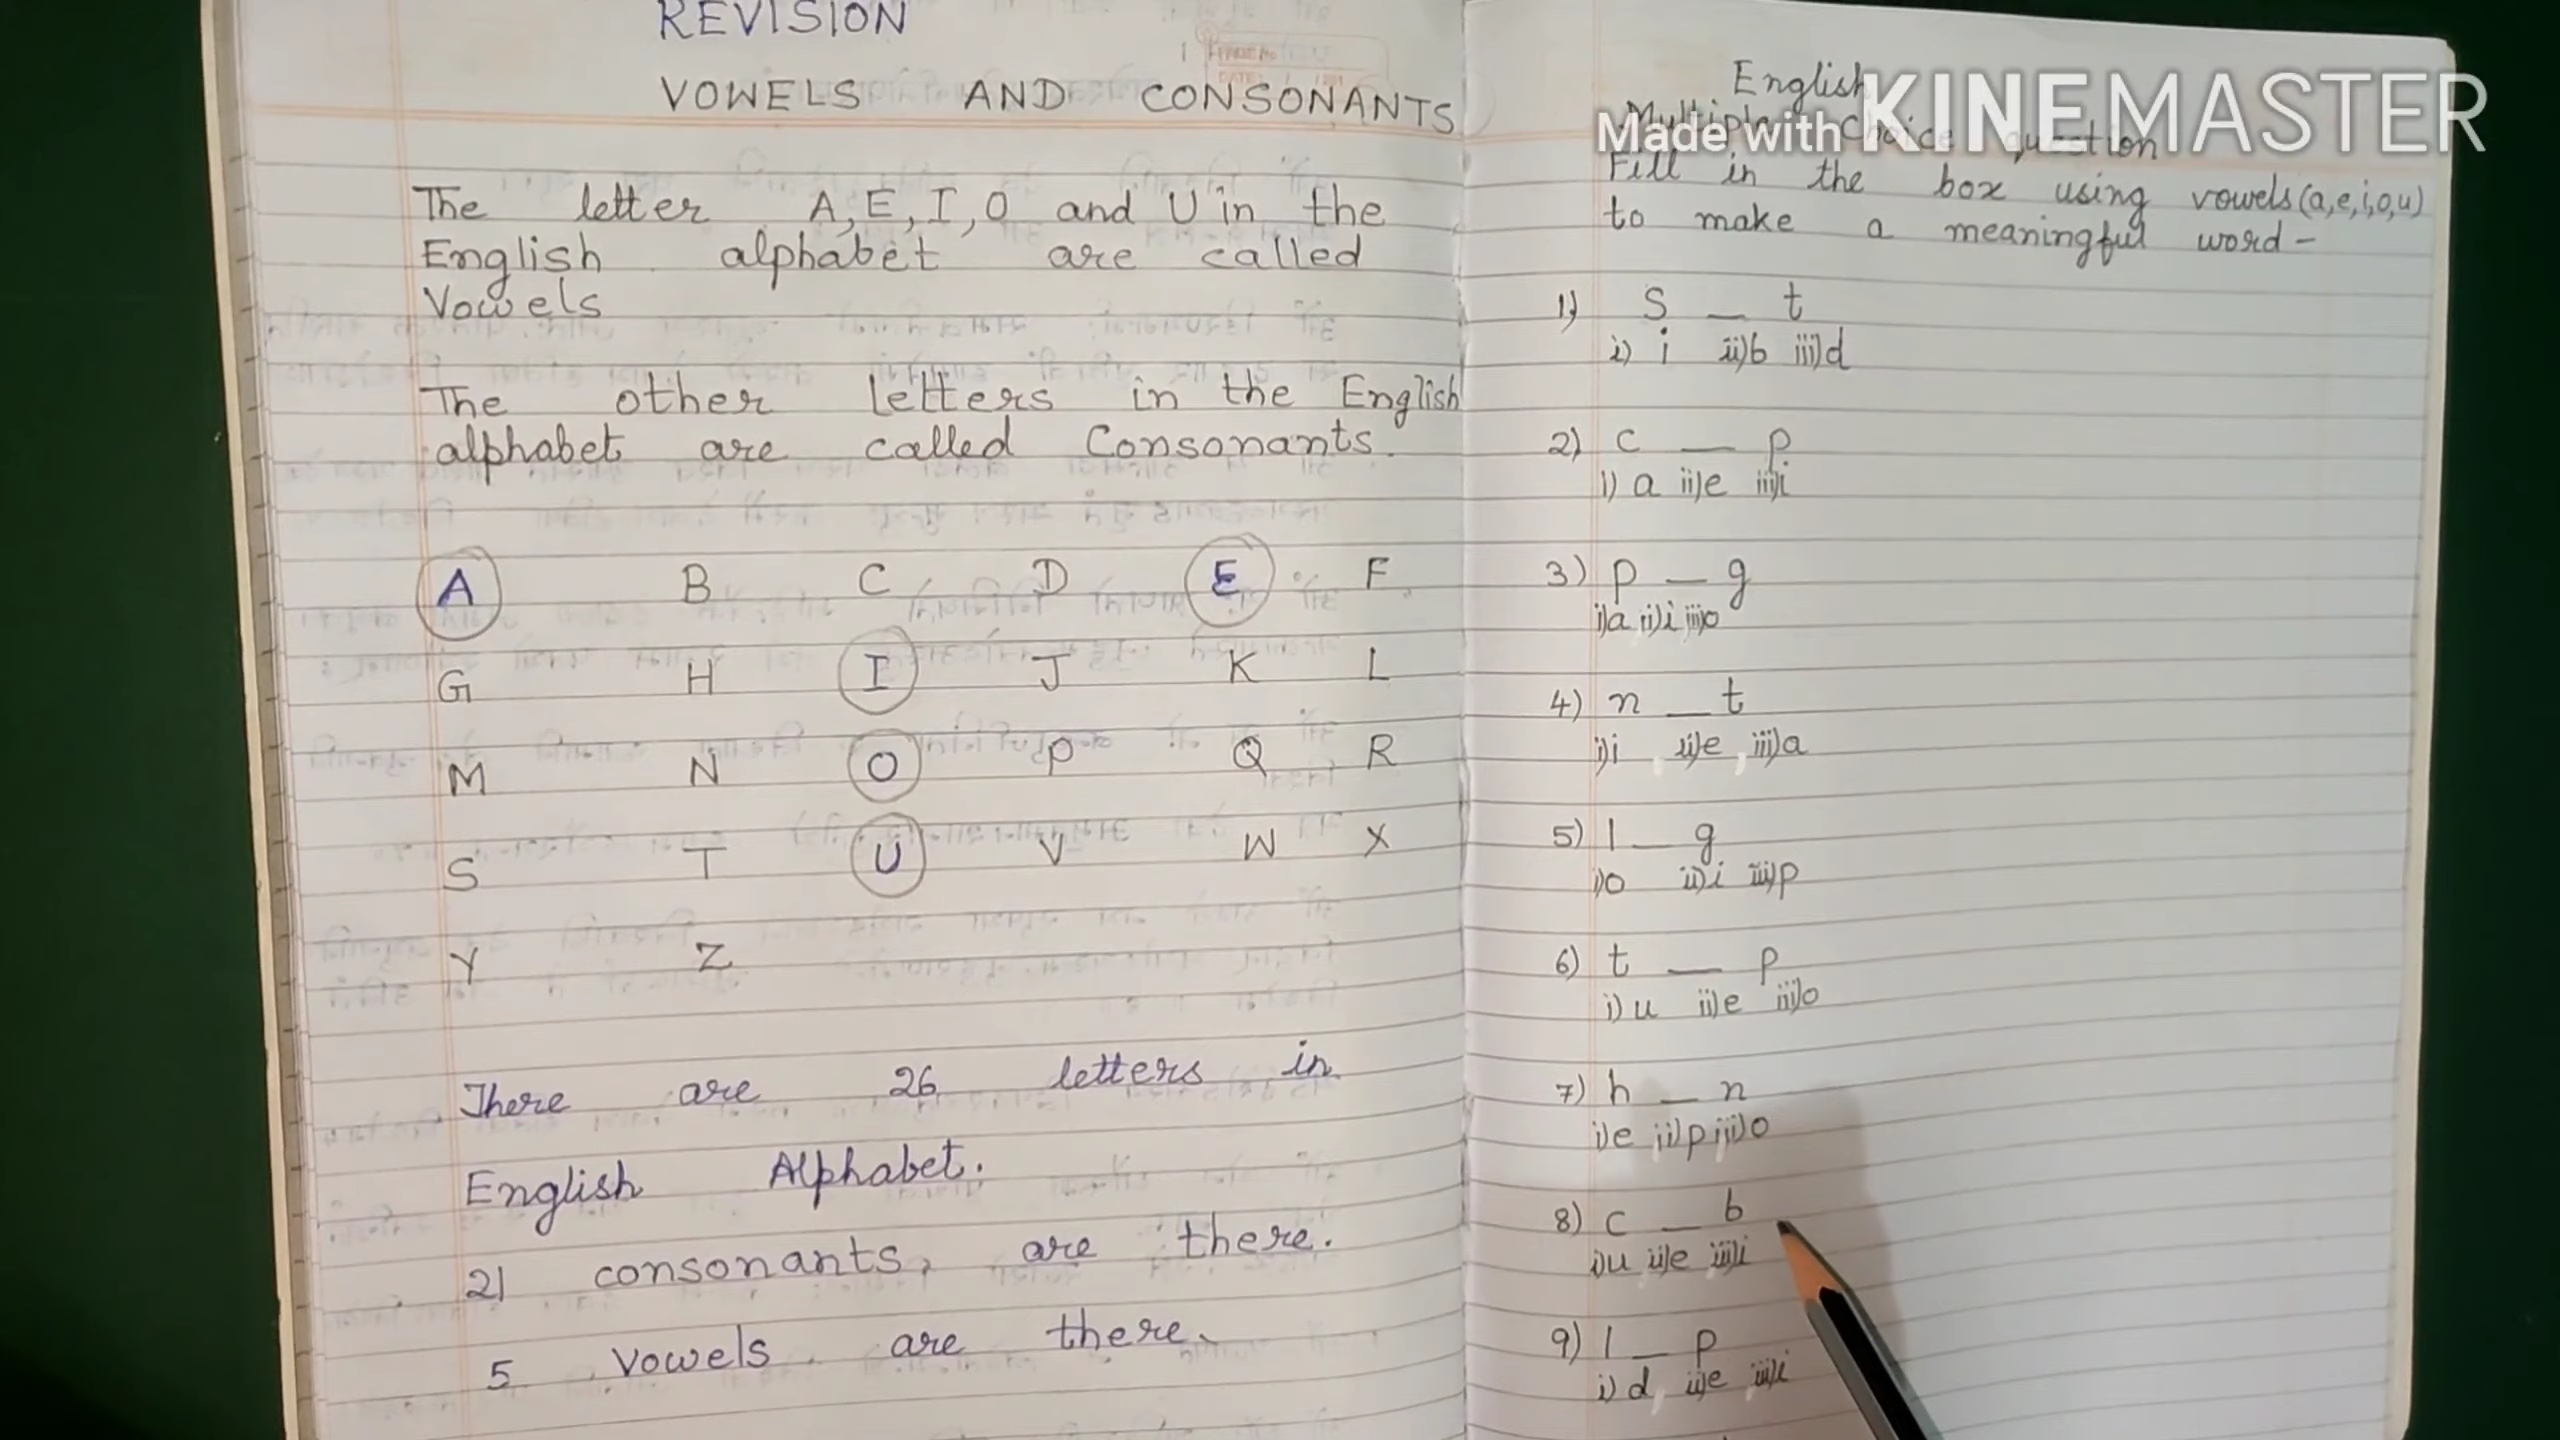 REVISION
VOWELS AND CONSONANTS
The letter A, E, I, O and U in the
English alphabet are called
Vowels
The other letters in the English
alphabet are called Consonants.
A B C D E F
G H I J K L
M N O P Q R
S T U V W X
Y Z
There are 26 letters in
English Alphabet.
21 consonants, are there.
5 vowels are there.
English
Made with KINEMASTER
Multiple choice question
Fill in the box using vowels(a,e,i,o,u)
to make a meaningful word-
1) s _ t
i) i ii)b iii)d
2) c _ p
i) a ii)e iii)i
3) p _ g
i)a ii)i iii)o
4) n _ t
i)i , ii)e , iii)a
5) l _ g
i)o ii)i iii)p
6) t _ p
i) u ii)e iii)o
7) h _ n
i)e ii)p iii)o
8) c _ b
i)u ii)e iii)i
9) l _ p
i) d, ii)e iii)i